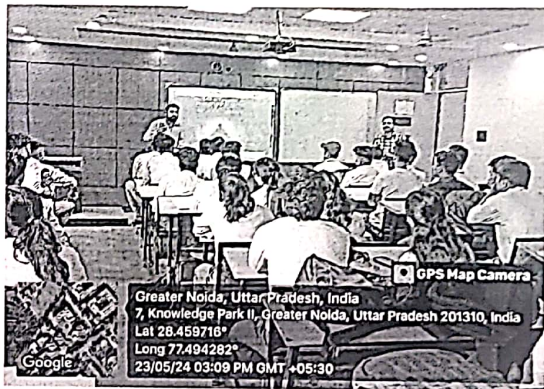 GPS Map Camera
Greater Noida, Uttar Pradesh, India
7, Knowledge Park II, Greater Noida, Uttar Pradesh 201310, India
Lat 28.459716°
Long 77.494282°
23/05/24 03:09 PM GMT +05:30
Google